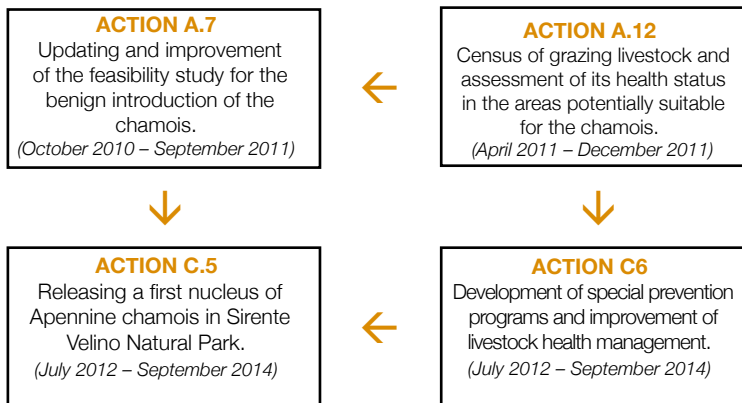 ACTION A.7
Updating and improvement
of the feasibility study for the
benign introduction of the
chamois.
(October 2010 – September 2011)
ACTION A.12
Census of grazing livestock and
assessment of its health status
in the areas potentially suitable
for the chamois.
(April 2011 – December 2011)
ACTION C.5
Releasing a first nucleus of
Apennine chamois in Sirente
Velino Natural Park.
(July 2012 – September 2014)
ACTION C6
Development of special prevention
programs and improvement of
livestock health management.
(July 2012 – September 2014)